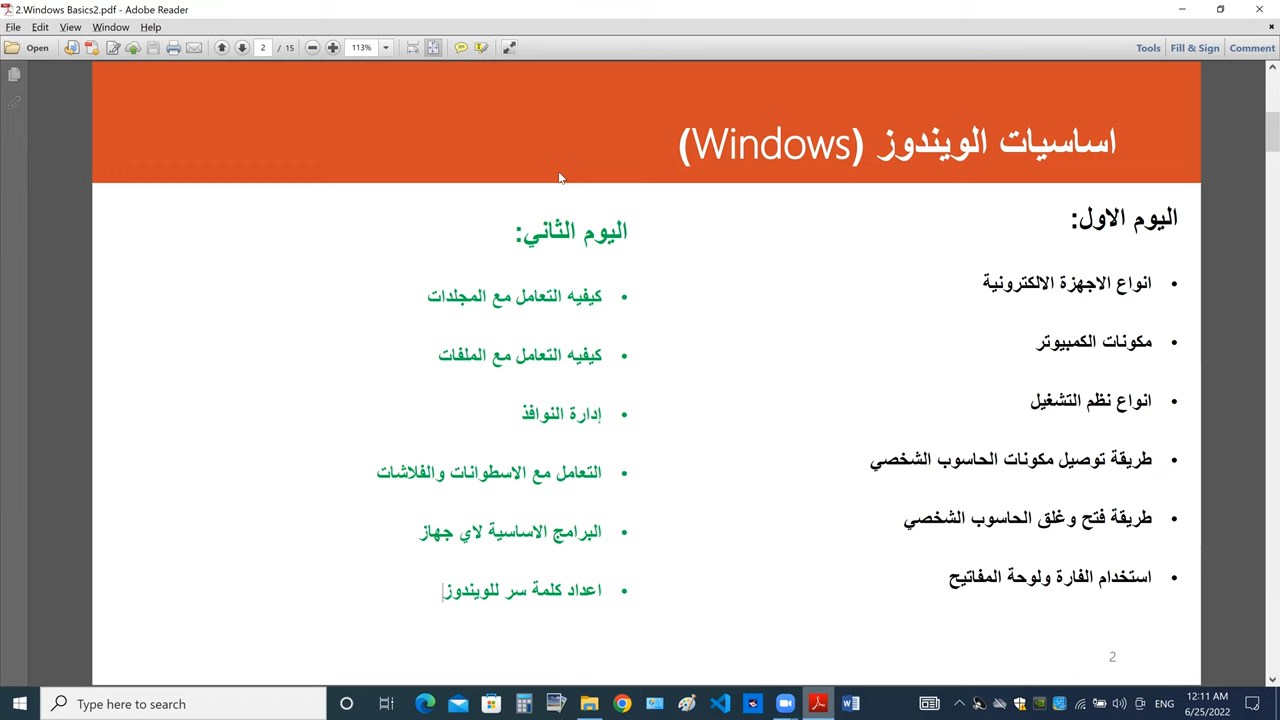 2.Windows Basics2.pdf - Adobe Reader
File Edit View Window Help
Open 2 / 15 113% Tools Fill & Sign Comment
اساسيات الويندوز (Windows)
اليوم الاول:
• انواع الاجهزة الالكترونية
• مكونات الكمبيوتر
• انواع نظم التشغيل
• طريقة توصيل مكونات الحاسوب الشخصي
• طريقة فتح وغلق الحاسوب الشخصي
• استخدام الفارة ولوحة المفاتيح
اليوم الثاني:
• كيفيه التعامل مع المجلدات
• كيفيه التعامل مع الملفات
• إدارة النوافذ
• التعامل مع الاسطوانات والفلاشات
• البرامج الاساسية لاي جهاز
• اعداد كلمة سر للويندوز
2
Type here to search
ENG
12:11 AM
6/25/2022